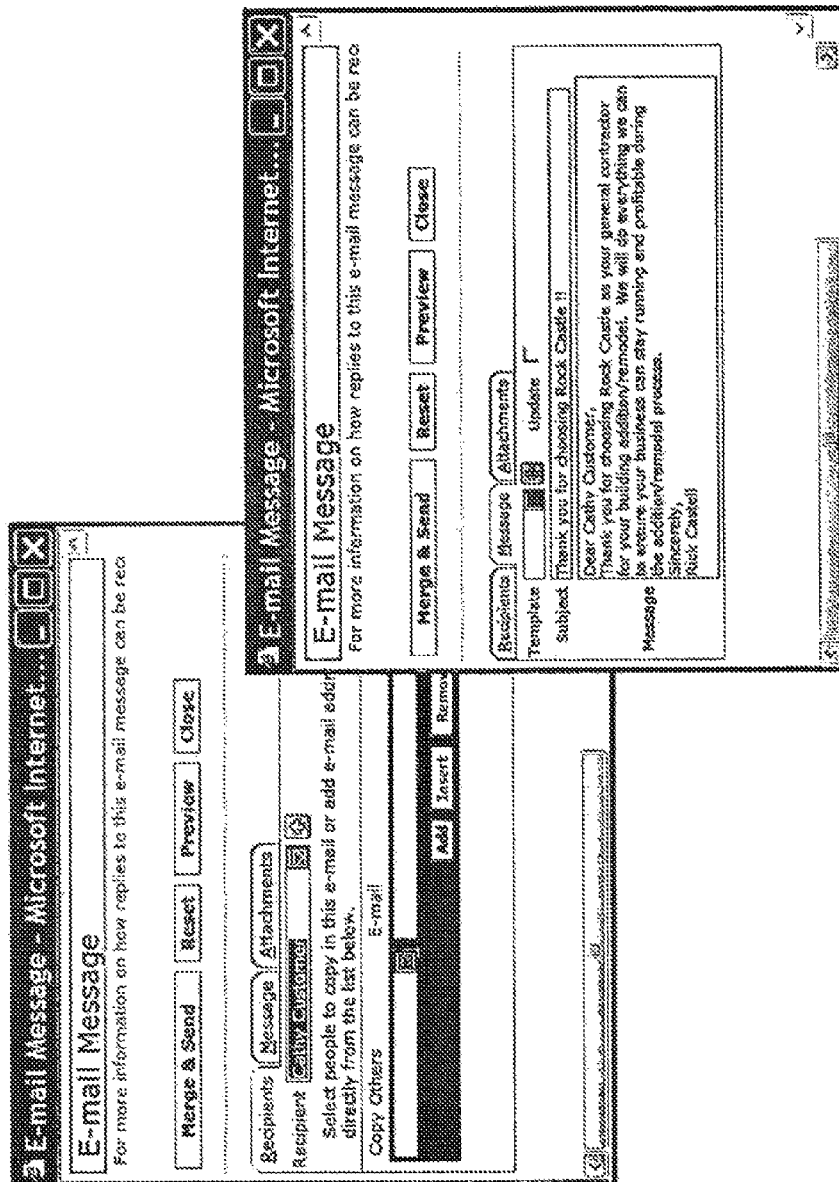 E-mail Message - Microsoft Internet...
E-mail Message
For more information on how replies to this e-mail message can be rec
Merge & Send Reset Preview Close
Recipients Message Attachments
Recipient Cathy Customer
Select people to copy in this e-mail or add e-mail addr
directly from the list below.
Copy Others E-mail
Add Insert Remov
E-mail Message - Microsoft Internet...
E-mail Message
For more information on how replies to this e-mail message can be rec
Merge & Send Reset Preview Close
Recipients Message Attachments
Template Update
Subject Thank you for choosing Rock Castle !!
Message
Dear Cathy Customer,
Thank you for choosing Rock Castle as your general contractor
for your building addition/remodel. We will do everything we can
to ensure your business can stay running and profitable during
the addition/remodel process.
Sincerely,
Rick Castell